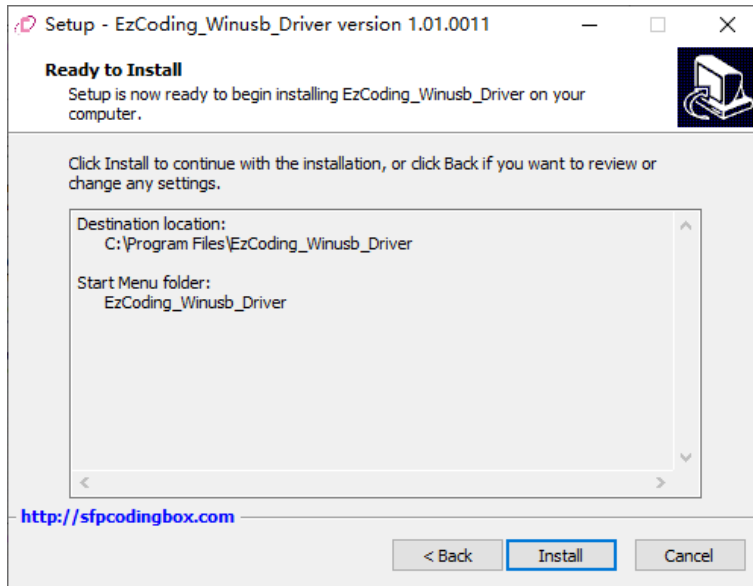 Setup - EzCoding_Winusb_Driver version 1.01.0011
Ready to Install
Setup is now ready to begin installing EzCoding_Winusb_Driver on your
computer.
Click Install to continue with the installation, or click Back if you want to review or
change any settings.
Destination location:
C:\Program Files\EzCoding_Winusb_Driver
Start Menu folder:
EzCoding_Winusb_Driver
http://sfpcodingbox.com
< Back
Install
Cancel